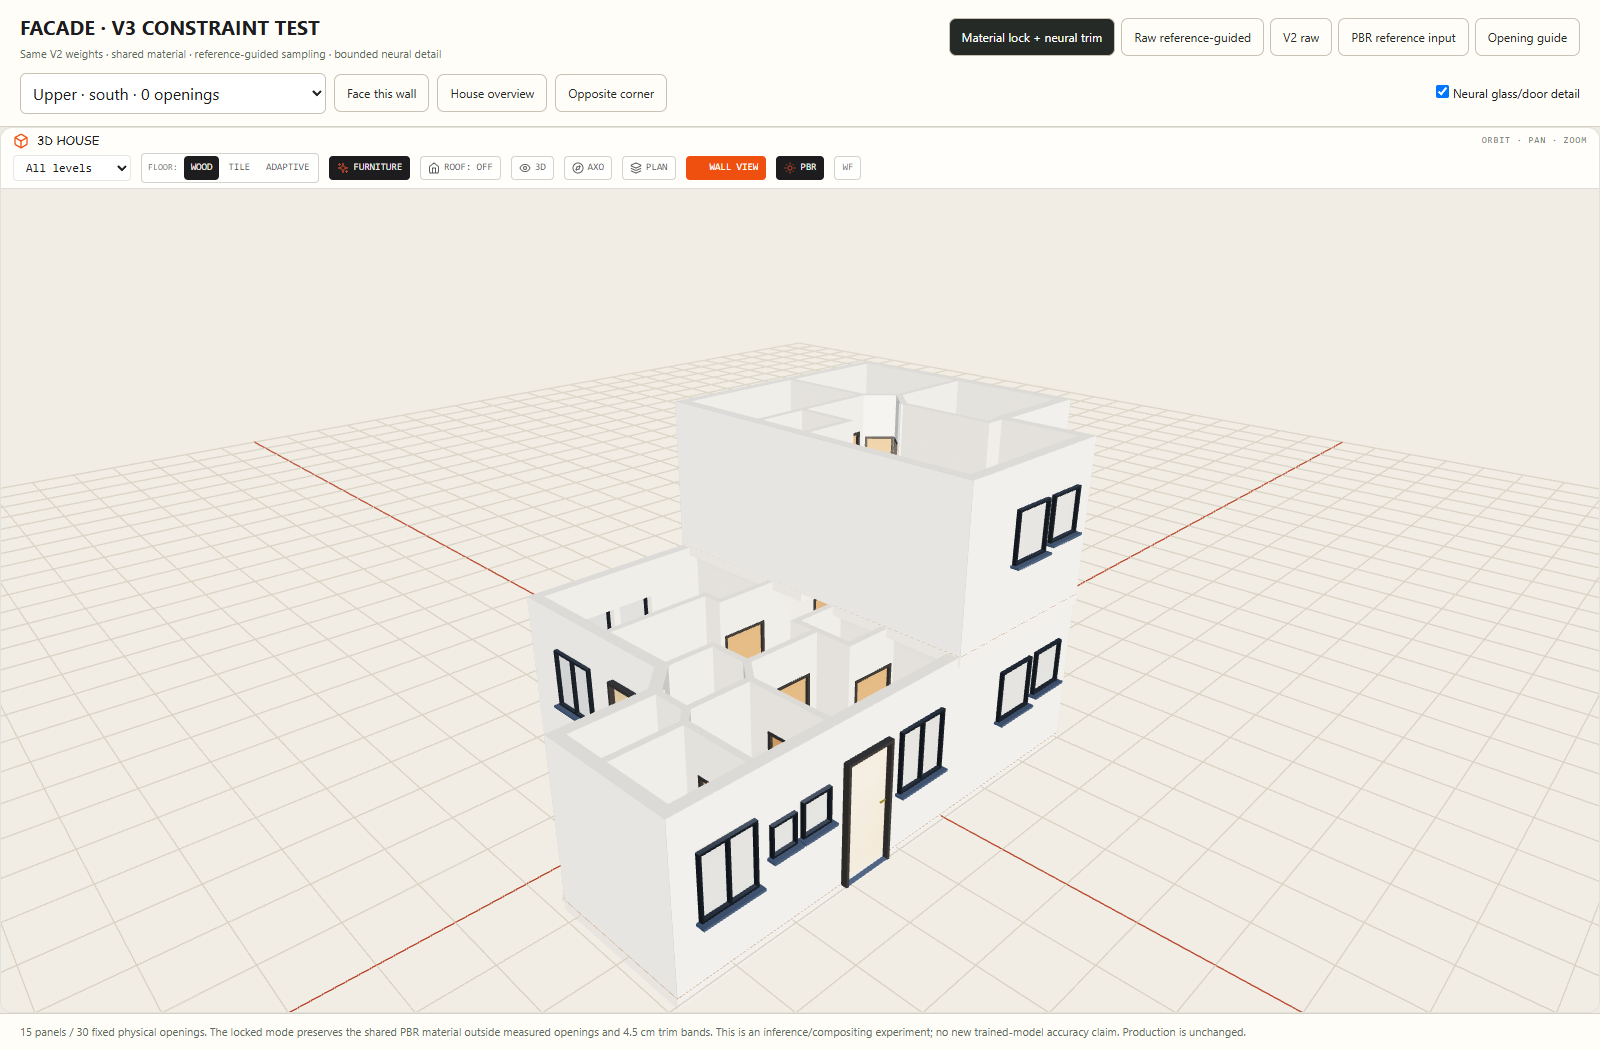 FACADE · V3 CONSTRAINT TEST
Same V2 weights · shared material · reference-guided sampling · bounded neural detail
Material lock + neural trim
Raw reference-guided
V2 raw
PBR reference input
Opening guide
Upper · south · 0 openings
Face this wall
House overview
Opposite corner
Neural glass/door detail
3D HOUSE
ORBIT · PAN · ZOOM
All levels
FLOOR:
WOOD
TILE
ADAPTIVE
FURNITURE
ROOF: OFF
3D
AXO
PLAN
WALL VIEW
PBR
WF
15 panels / 30 fixed physical openings. The locked mode preserves the shared PBR material outside measured openings and 4.5 cm trim bands. This is an inference/compositing experiment; no new trained-model accuracy claim. Production is unchanged.